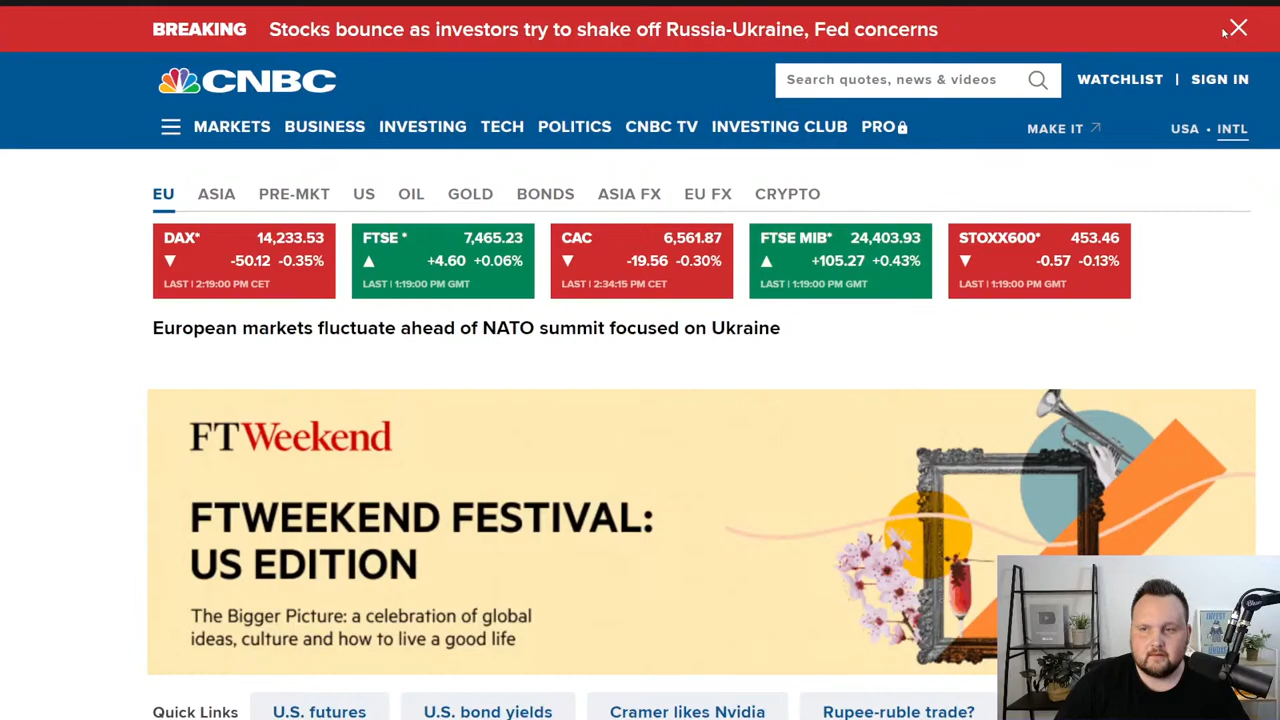 BREAKING Stocks bounce as investors try to shake off Russia-Ukraine, Fed concerns
CNBC
Search quotes, news & videos
WATCHLIST | SIGN IN
MARKETS BUSINESS INVESTING TECH POLITICS CNBC TV INVESTING CLUB PRO
MAKE IT USA • INTL
EU ASIA PRE-MKT US OIL GOLD BONDS ASIA FX EU FX CRYPTO
DAX* 14,233.53
▼ -50.12 -0.35%
LAST | 2:19:00 PM CET
FTSE * 7,465.23
▲ +4.60 +0.06%
LAST | 1:19:00 PM GMT
CAC 6,561.87
▼ -19.56 -0.30%
LAST | 2:34:15 PM CET
FTSE MIB* 24,403.93
▲ +105.27 +0.43%
LAST | 1:19:00 PM GMT
STOXX600* 453.46
▼ -0.57 -0.13%
LAST | 1:19:00 PM GMT
European markets fluctuate ahead of NATO summit focused on Ukraine
FTWeekend
FTWEEKEND FESTIVAL:
US EDITION
The Bigger Picture: a celebration of global
ideas, culture and how to live a good life
Quick Links U.S. futures U.S. bond yields Cramer likes Nvidia Rupee-ruble trade?